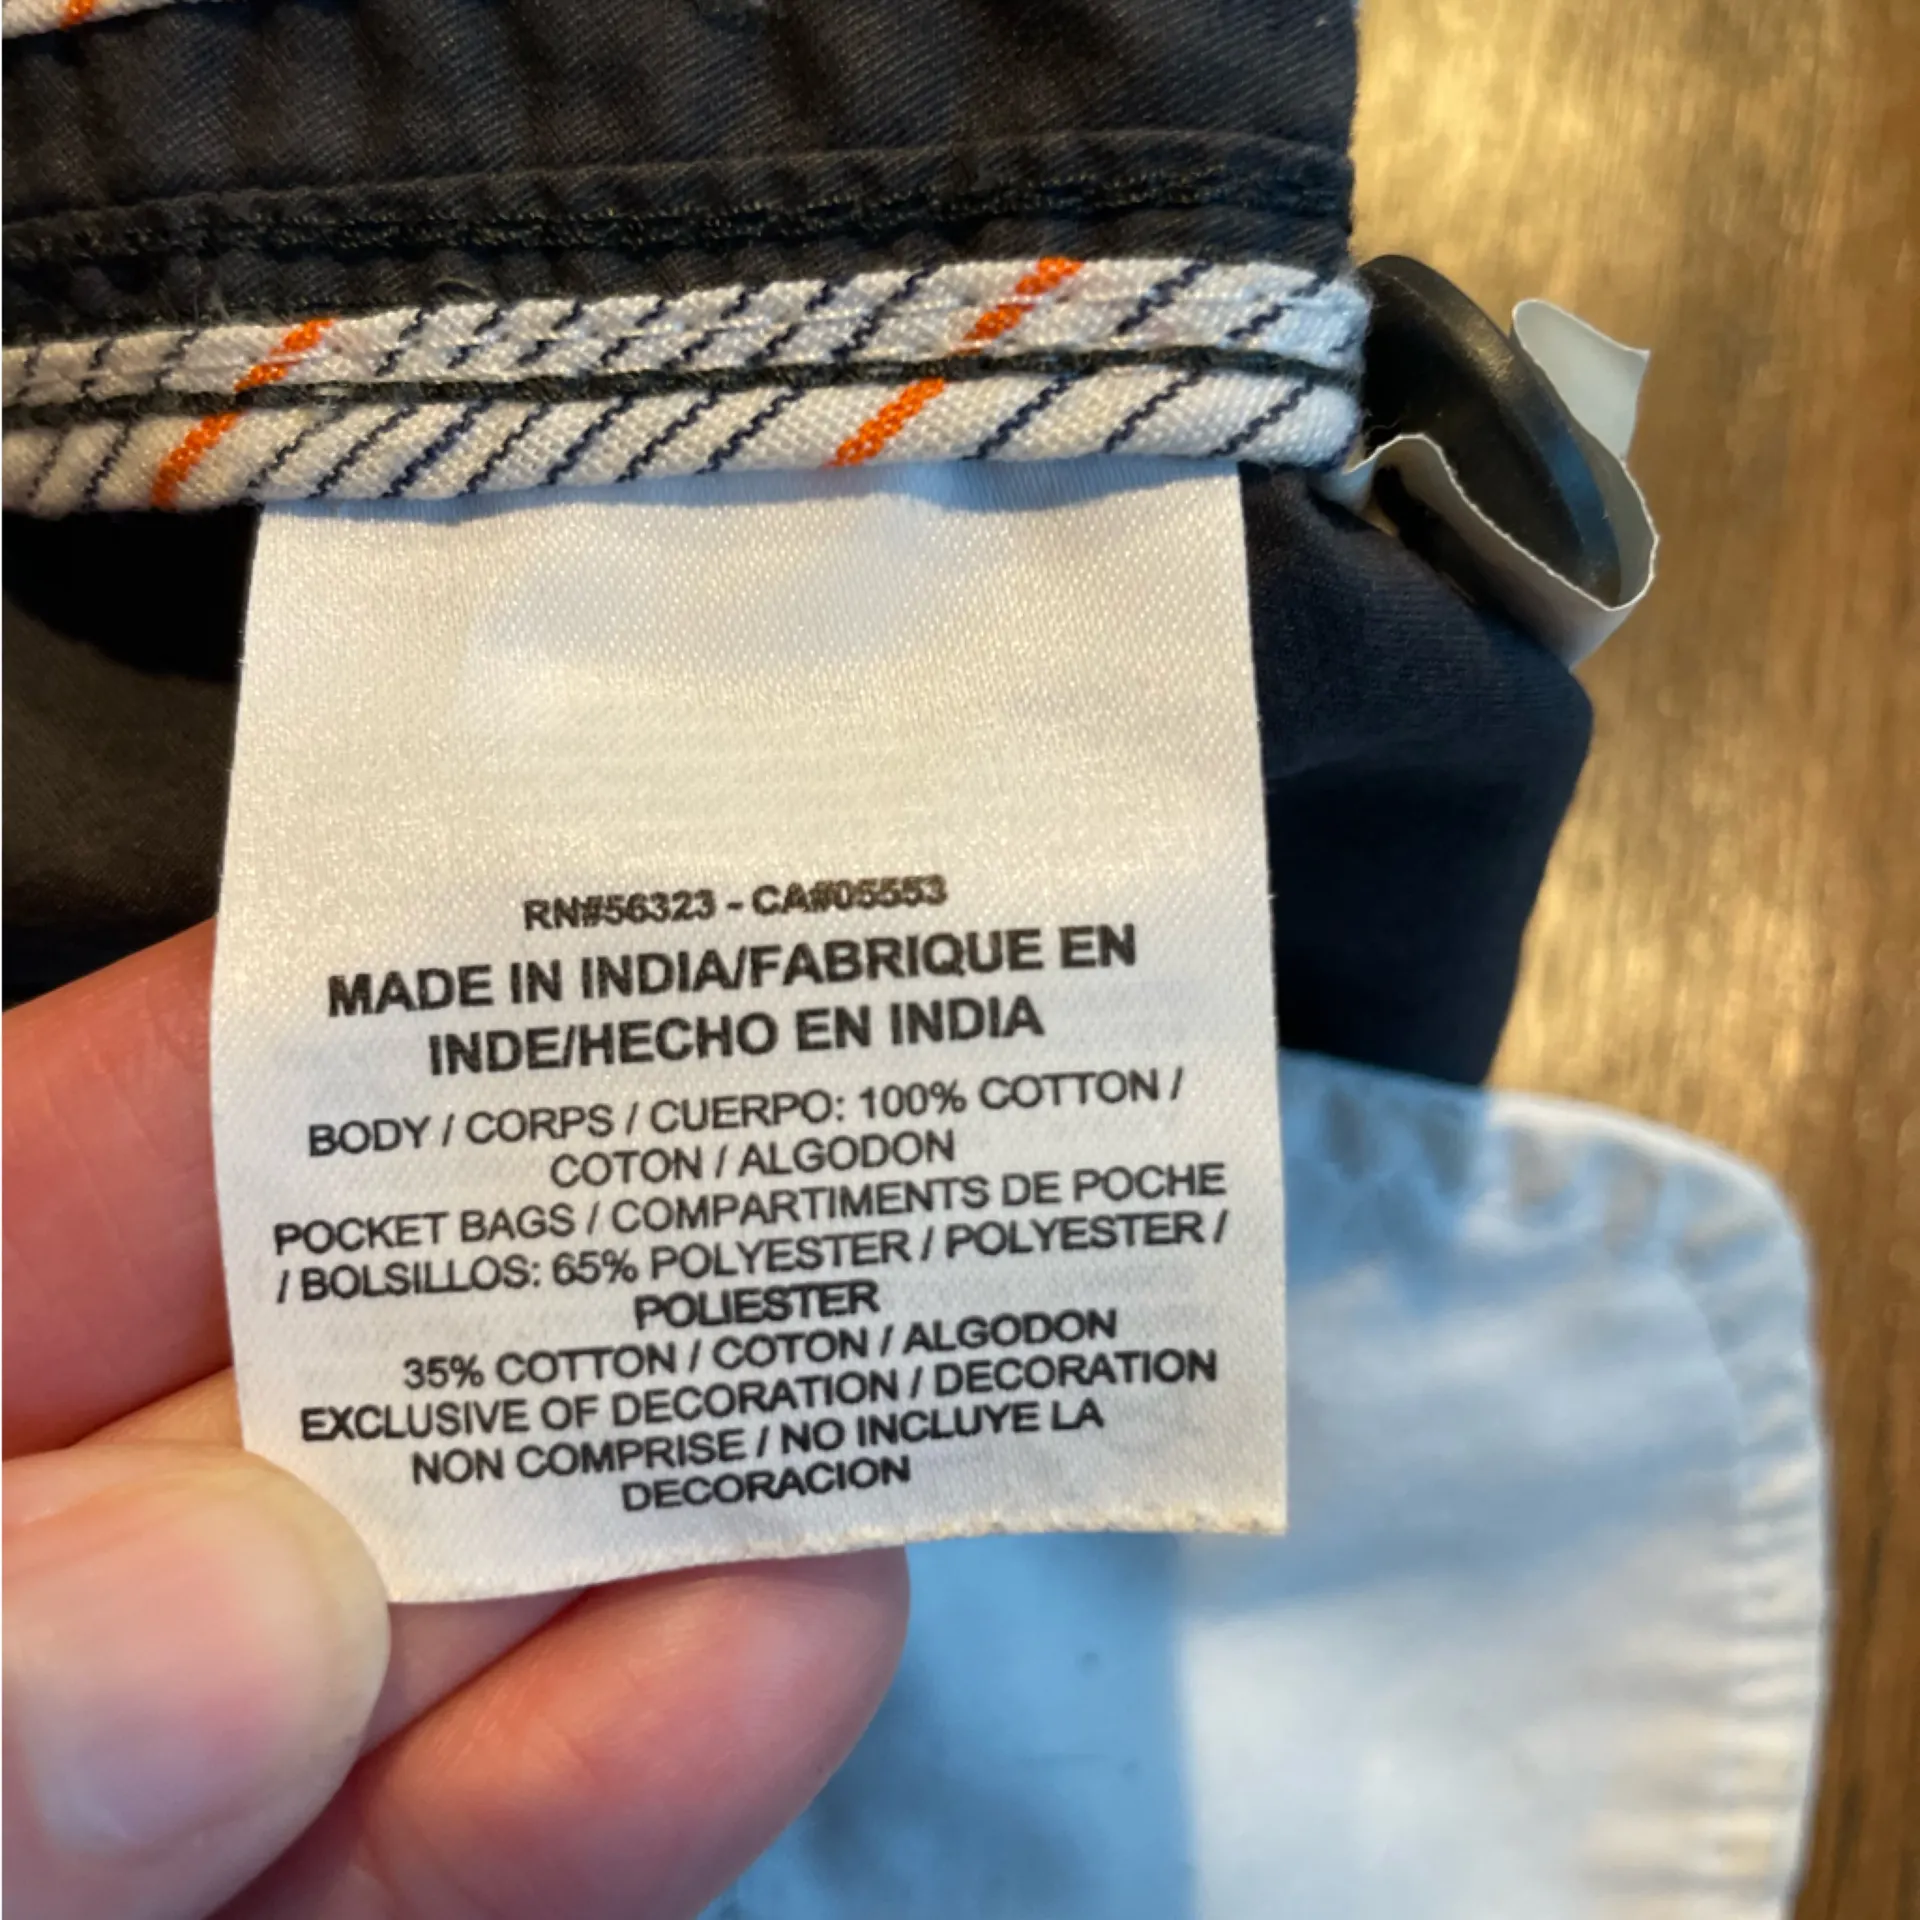 RN#56323 - CA#05553
MADE IN INDIA/FABRIQUE EN
INDE/HECHO EN INDIA
BODY / CORPS / CUERPO: 100% COTTON /
COTON / ALGODON
POCKET BAGS / COMPARTIMENTS DE POCHE
/ BOLSILLOS: 65% POLYESTER / POLYESTER /
POLIESTER
35% COTTON / COTON / ALGODON
EXCLUSIVE OF DECORATION / DECORATION
NON COMPRISE / NO INCLUYE LA
DECORACION